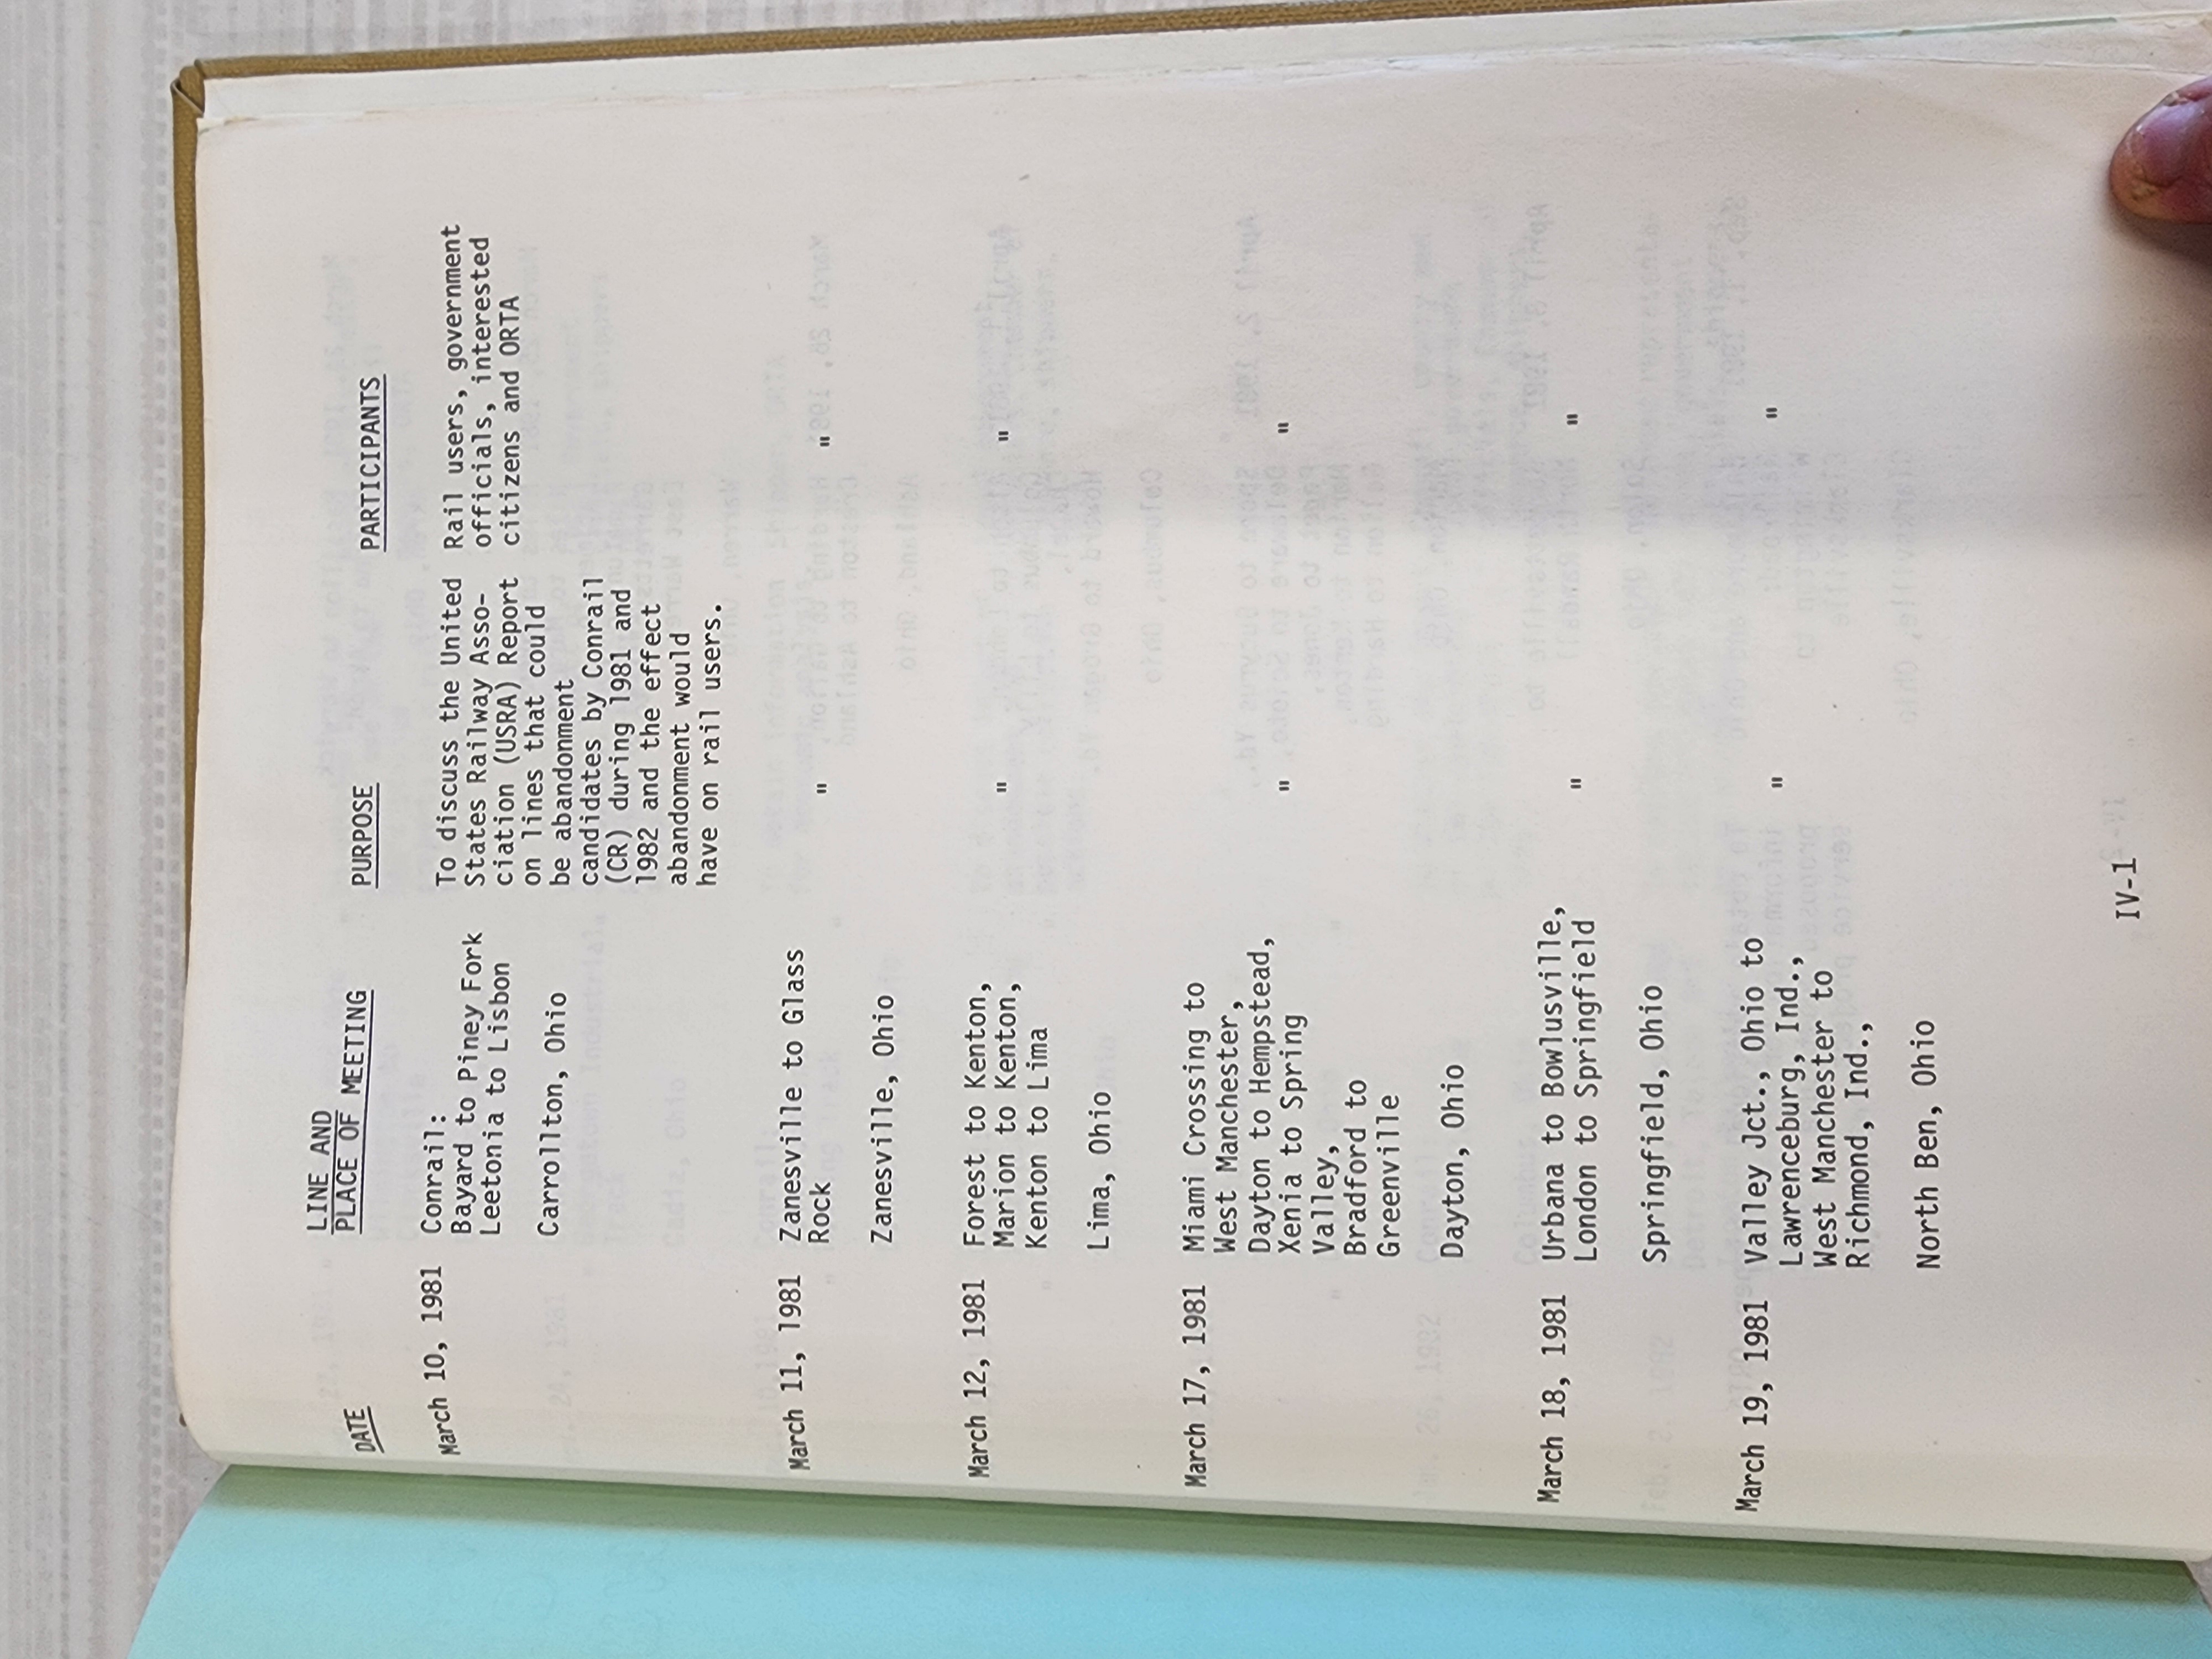 LINE AND
DATE PLACE OF MEETING PURPOSE PARTICIPANTS
March 10, 1981 Conrail: To discuss the United Rail users, government
Bayard to Piney Fork States Railway Asso- officials, interested
Leetonia to Lisbon ciation (USRA) Report citizens and ORTA
on lines that could
Carrollton, Ohio be abandonment
candidates by Conrail
(CR) during 1981 and
1982 and the effect
abandonment would
have on rail users.
March 11, 1981 Zanesville to Glass " "
Rock
Zanesville, Ohio
March 12, 1981 Forest to Kenton, " "
Marion to Kenton,
Kenton to Lima
Lima, Ohio
March 17, 1981 Miami Crossing to " "
West Manchester,
Dayton to Hempstead,
Xenia to Spring
Valley,
Bradford to
Greenville
Dayton, Ohio
March 18, 1981 Urbana to Bowlusville, " "
London to Springfield
Springfield, Ohio
March 19, 1981 Valley Jct., Ohio to " "
Lawrenceburg, Ind.,
West Manchester to
Richmond, Ind.,
North Ben, Ohio
IV-1